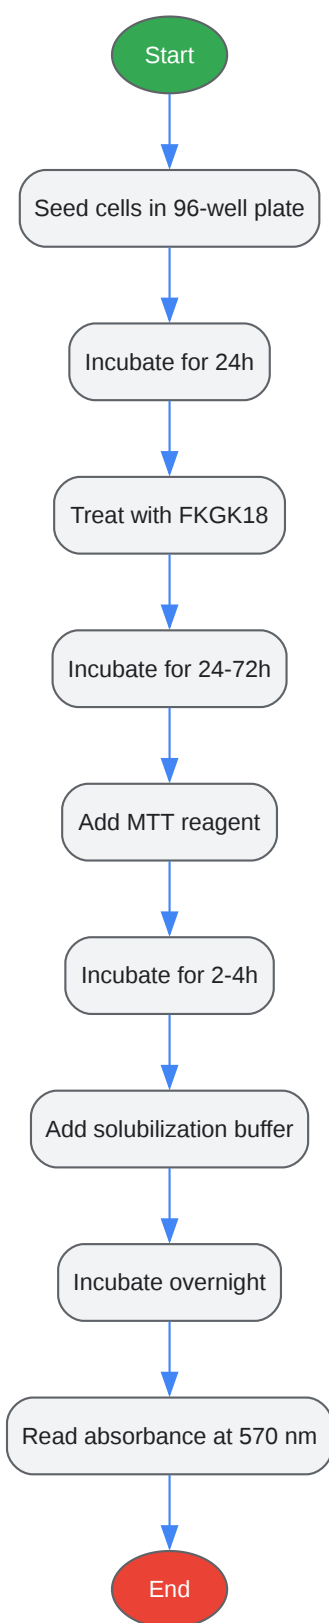 Start
Seed cells in 96-well plate
Incubate for 24h
Treat with FKGK18
Incubate for 24-72h
Add MTT reagent
Incubate for 2-4h
Add solubilization buffer
Incubate overnight
Read absorbance at 570 nm
End